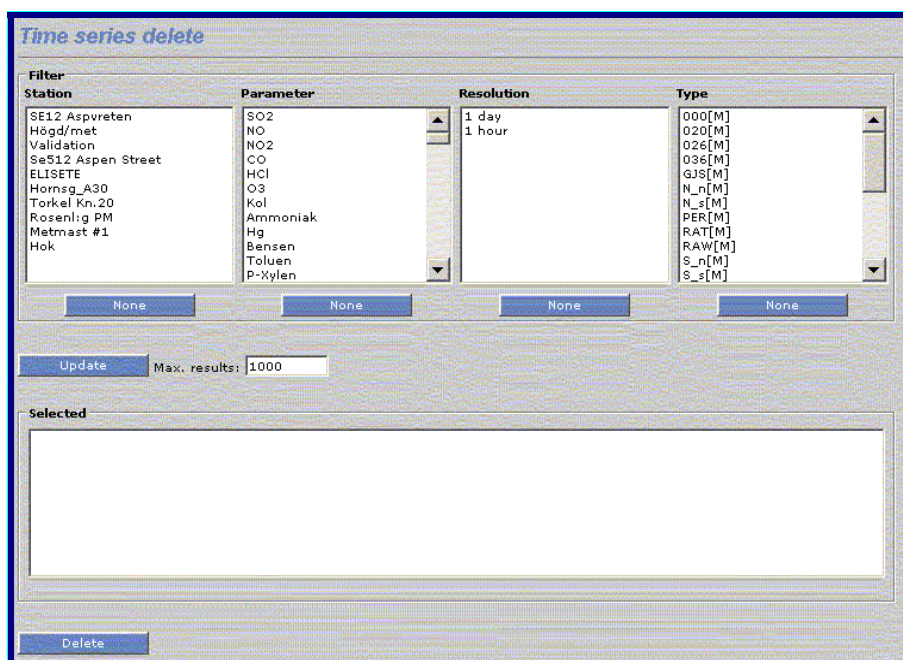 Time series delete
Filter
Station
SE12 Aspvreten
Högd/met
Validation
Se512 Aspen Street
ELISETE
Hornsg_A30
Torkel Kn.20
Rosenl:g PM
Metmast #1
Hok
None
Parameter
SO2
NO
NO2
CO
HCl
O3
Kol
Ammoniak
Hg
Bensen
Toluen
P-Xylen
None
Resolution
1 day
1 hour
None
Type
000[M]
020[M]
026[M]
036[M]
GJS[M]
N_n[M]
N_s[M]
PER[M]
RAT[M]
RAW[M]
S_n[M]
S_s[M]
None
Update Max. results: 1000
Selected
Delete